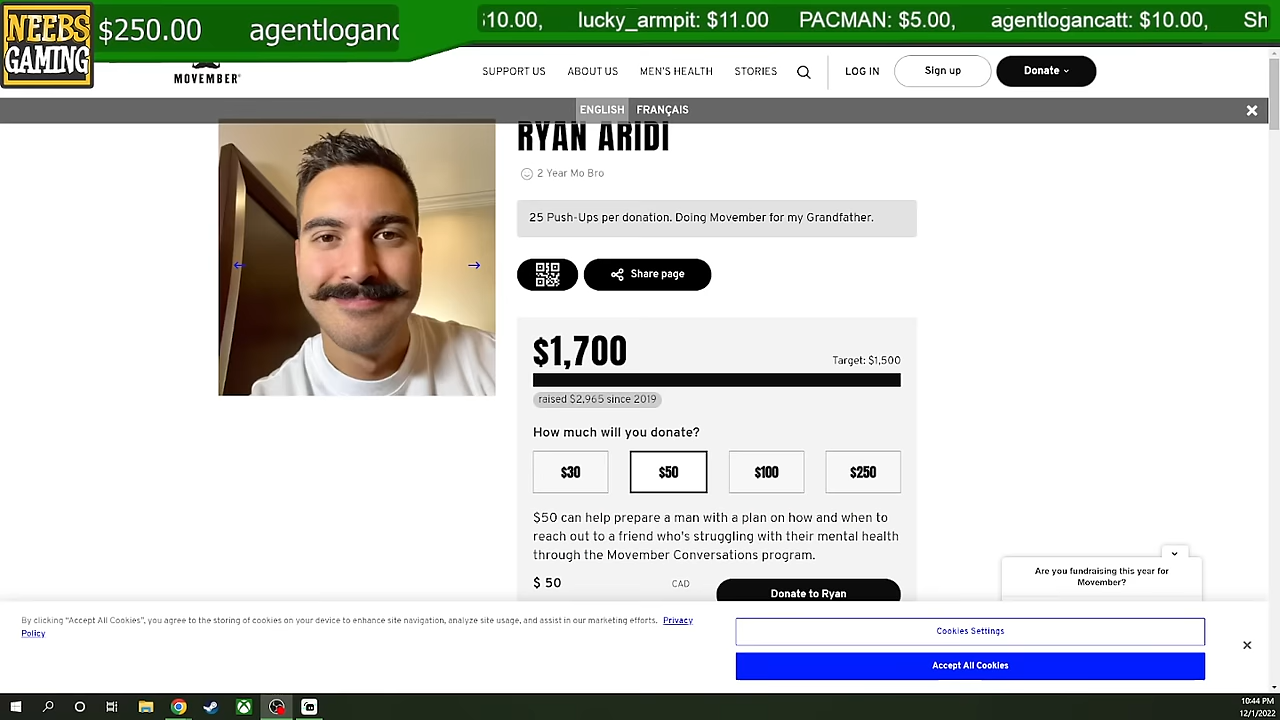 NEEBS
GAMING
$250.00 agentloganc
$10.00, lucky_armpit: $11.00 PACMAN: $5.00, agentlogancatt: $10.00, Sh
MOVEMBER®
SUPPORT US ABOUT US MEN'S HEALTH STORIES LOG IN Sign up Donate
ENGLISH FRANÇAIS
RYAN ARIDI
2 Year Mo Bro
25 Push-Ups per donation. Doing Movember for my Grandfather.
Share page
$1,700
Target: $1,500
raised $2,965 since 2019
How much will you donate?
$30 $50 $100 $250
$50 can help prepare a man with a plan on how and when to
reach out to a friend who's struggling with their mental health
through the Movember Conversations program.
$ 50 CAD Donate to Ryan
Are you fundraising this year for
Movember?
By clicking “Accept All Cookies”, you agree to the storing of cookies on your device to enhance site navigation, analyze site usage, and assist in our marketing efforts. Privacy
Policy
Cookies Settings
Accept All Cookies
10:44 PM
12/1/2022